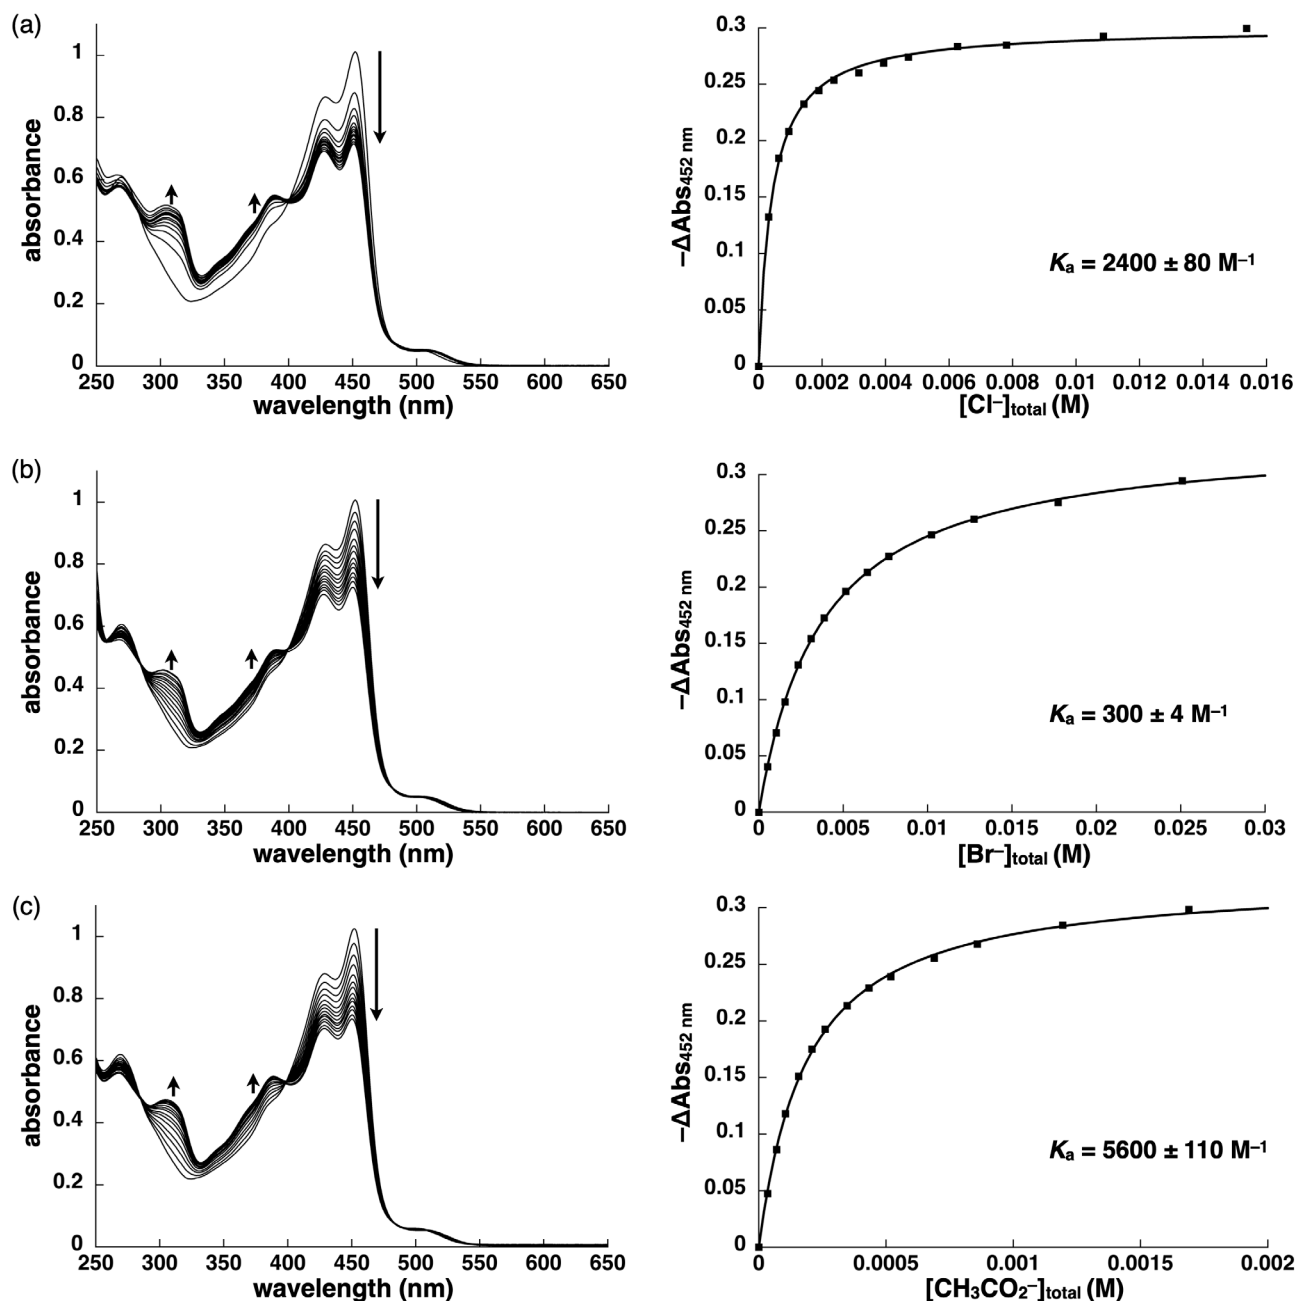 (a)
1
0.8
0.6
0.4
0.2
0
absorbance
250 300 350 400 450 500 550 600 650
wavelength (nm)
0.3
0.25
0.2
0.15
0.1
0.05
0
–ΔAbs452 nm
Ka = 2400 ± 80 M–1
0 0.002 0.004 0.006 0.008 0.01 0.012 0.014 0.016
[Cl–]total (M)
(b)
1
0.8
0.6
0.4
0.2
0
absorbance
250 300 350 400 450 500 550 600 650
wavelength (nm)
0.3
0.25
0.2
0.15
0.1
0.05
0
–ΔAbs452 nm
Ka = 300 ± 4 M–1
0 0.005 0.01 0.015 0.02 0.025 0.03
[Br–]total (M)
(c)
1
0.8
0.6
0.4
0.2
0
absorbance
250 300 350 400 450 500 550 600 650
wavelength (nm)
0.3
0.25
0.2
0.15
0.1
0.05
0
–ΔAbs452 nm
Ka = 5600 ± 110 M–1
0 0.0005 0.001 0.0015 0.002
[CH3CO2–]total (M)